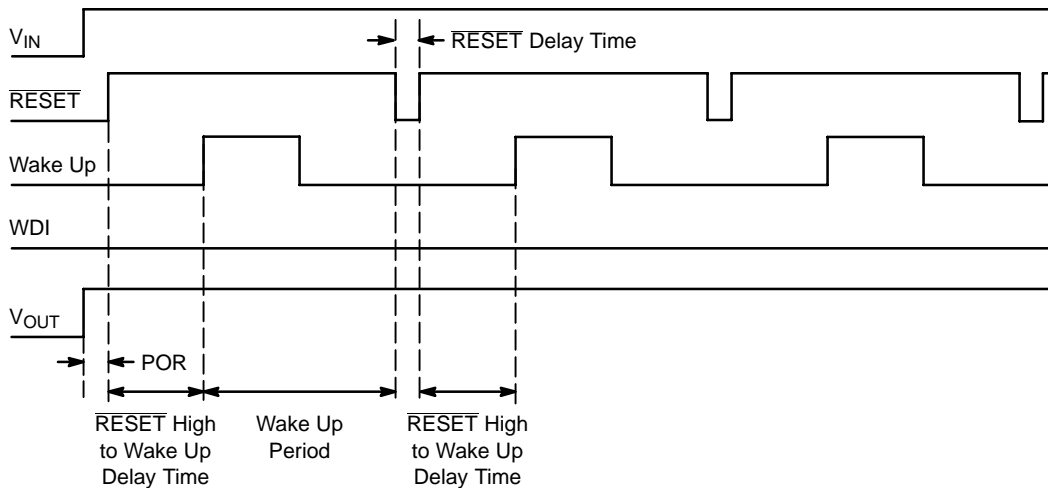 VIN
RESET Delay Time
RESET
Wake Up
WDI
VOUT
POR
RESET High
to Wake Up
Delay Time
Wake Up
Period
RESET High
to Wake Up
Delay Time